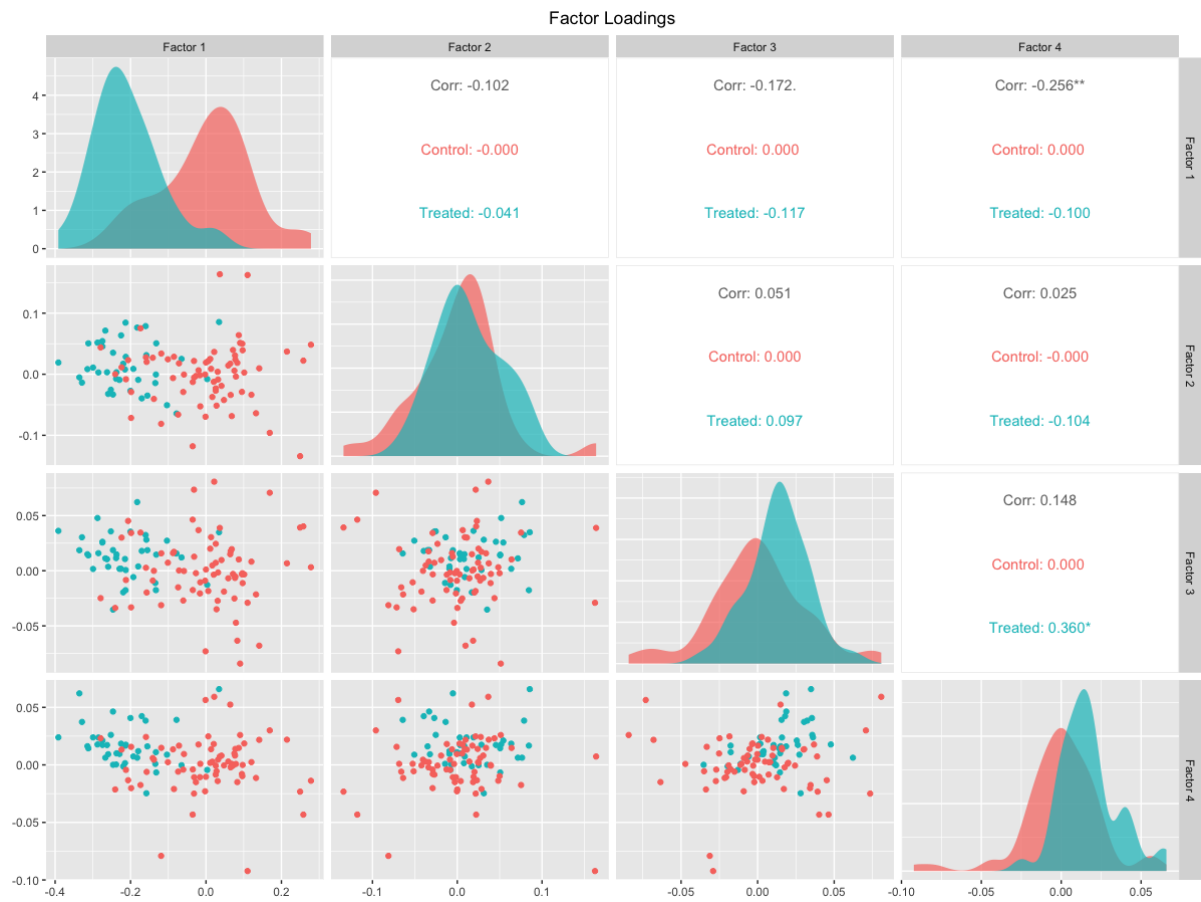 Factor Loadings
Factor 1 Factor 2 Factor 3 Factor 4
4
3
2
1
0
Corr: -0.102
Control: -0.000
Treated: -0.041
Corr: -0.172.
Control: 0.000
Treated: -0.117
Corr: -0.256**
Control: 0.000
Treated: -0.100
Factor 1
0.1
0.0
-0.1
Corr: 0.051
Control: 0.000
Treated: 0.097
Corr: 0.025
Control: -0.000
Treated: -0.104
Factor 2
0.05
0.00
-0.05
Corr: 0.148
Control: 0.000
Treated: 0.360*
Factor 3
0.05
0.00
-0.05
-0.10
Factor 4
-0.4 -0.2 0.0 0.2 -0.1 0.0 0.1 -0.05 0.00 0.05 -0.10 -0.05 0.00 0.05